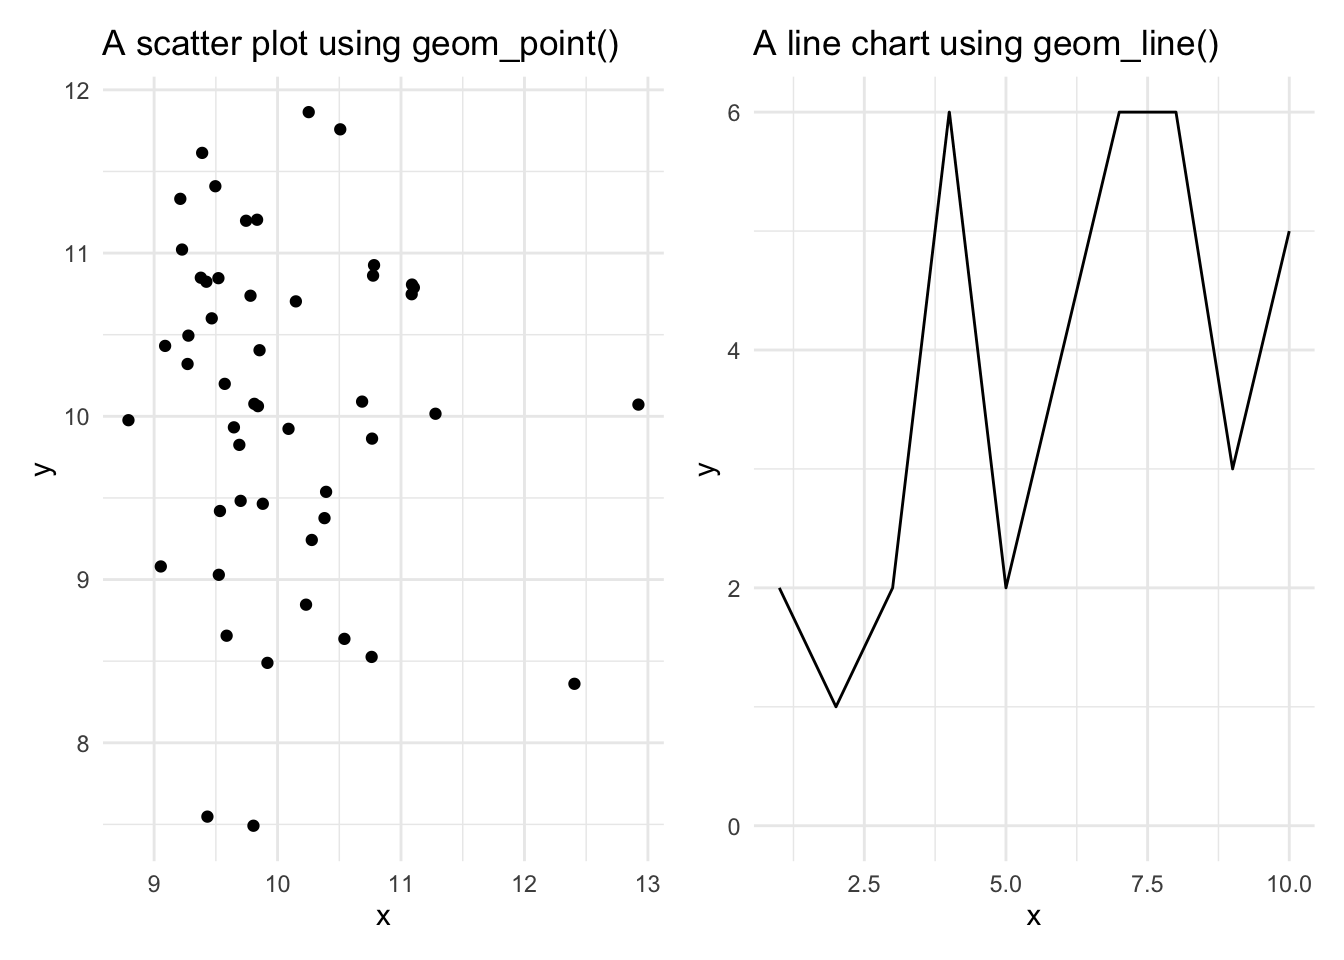 A scatter plot using geom_point()
12
11
10
9
8
y
9 10 11 12 13
x
A line chart using geom_line()
6
4
2
0
y
2.5 5.0 7.5 10.0
x